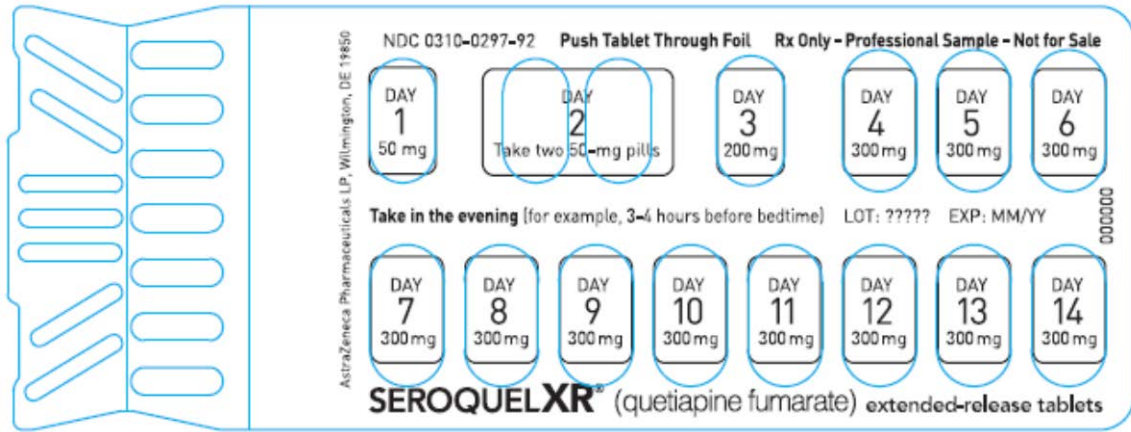 AstraZeneca Pharmaceuticals LP, Wilmington, DE 19850
NDC 0310-0297-92 Push Tablet Through Foil Rx Only – Professional Sample – Not for Sale
DAY
1
50 mg
DAY
2
Take two 50-mg pills
DAY
3
200 mg
DAY
4
300 mg
DAY
5
300 mg
DAY
6
300 mg
Take in the evening (for example, 3–4 hours before bedtime) LOT: ????? EXP: MM/YY
000000
DAY
7
300 mg
DAY
8
300 mg
DAY
9
300 mg
DAY
10
300 mg
DAY
11
300 mg
DAY
12
300 mg
DAY
13
300 mg
DAY
14
300 mg
SEROQUEL XR® (quetiapine fumarate) extended-release tablets